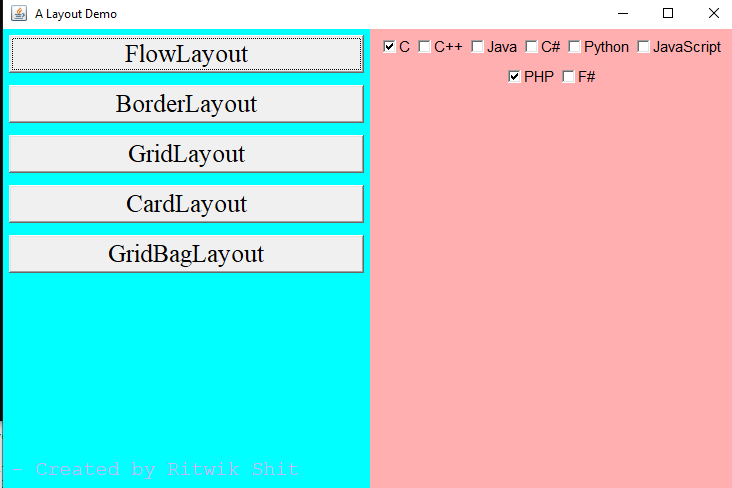 A Layout Demo
FlowLayout
BorderLayout
GridLayout
CardLayout
GridBagLayout
- Created by Ritwik Shit
C C++ Java C# Python JavaScript
PHP F#